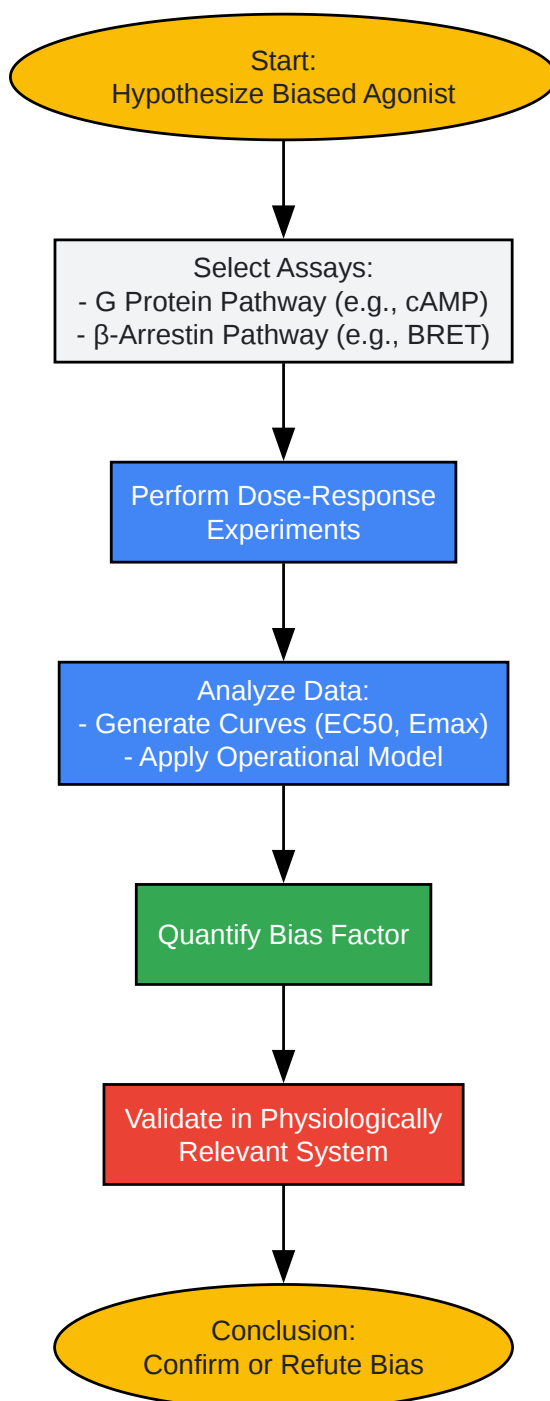 Start:
Hypothesize Biased Agonist
Select Assays:
- G Protein Pathway (e.g., cAMP)
- β-Arrestin Pathway (e.g., BRET)
Perform Dose-Response
Experiments
Analyze Data:
- Generate Curves (EC50, Emax)
- Apply Operational Model
Quantify Bias Factor
Validate in Physiologically
Relevant System
Conclusion:
Confirm or Refute Bias